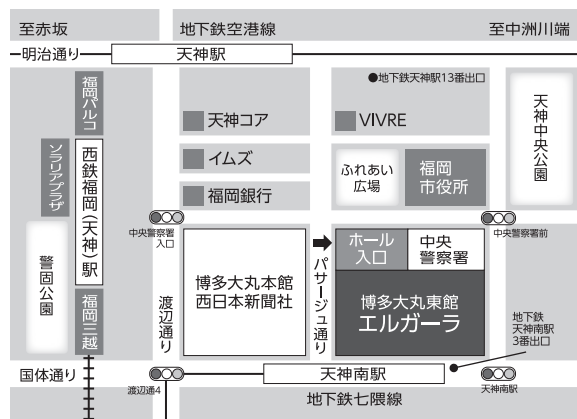 至赤坂
地下鉄空港線
至中洲川端
明治通り
天神駅
●地下鉄天神駅13番出口
福岡パルコ
天神コア
VIVRE
天神中央公園
ソラリアプラザ
西鉄福岡(天神)駅
イムズ
ふれあい
広場
福岡
市役所
福岡銀行
中央警察署
入口
中央警察署前
警固公園
渡辺通り
博多大丸本館
西日本新聞社
パサージュ通り
ホール
入口
中央
警察署
博多大丸東館
エルガーラ
福岡三越
地下鉄
天神南駅
3番出口
国体通り
渡辺通4
天神南駅
天神南駅
地下鉄七隈線